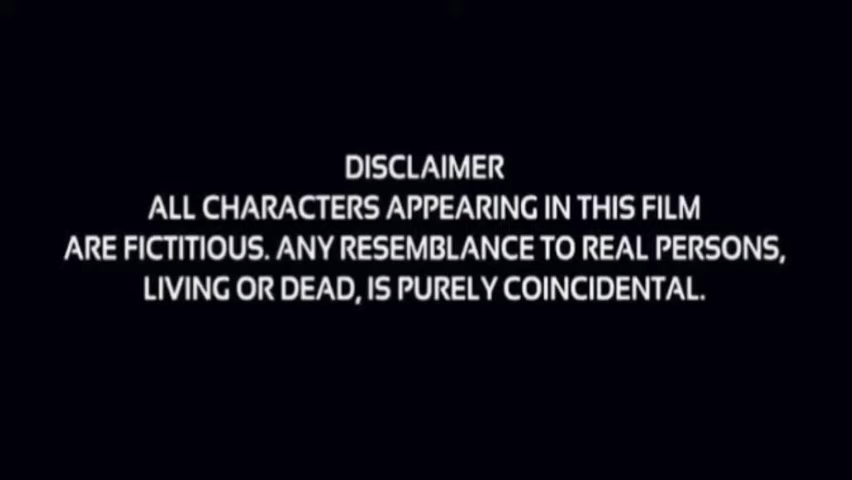 DISCLAIMER
ALL CHARACTERS APPEARING IN THIS FILM
ARE FICTITIOUS. ANY RESEMBLANCE TO REAL PERSONS,
LIVING OR DEAD, IS PURELY COINCIDENTAL.